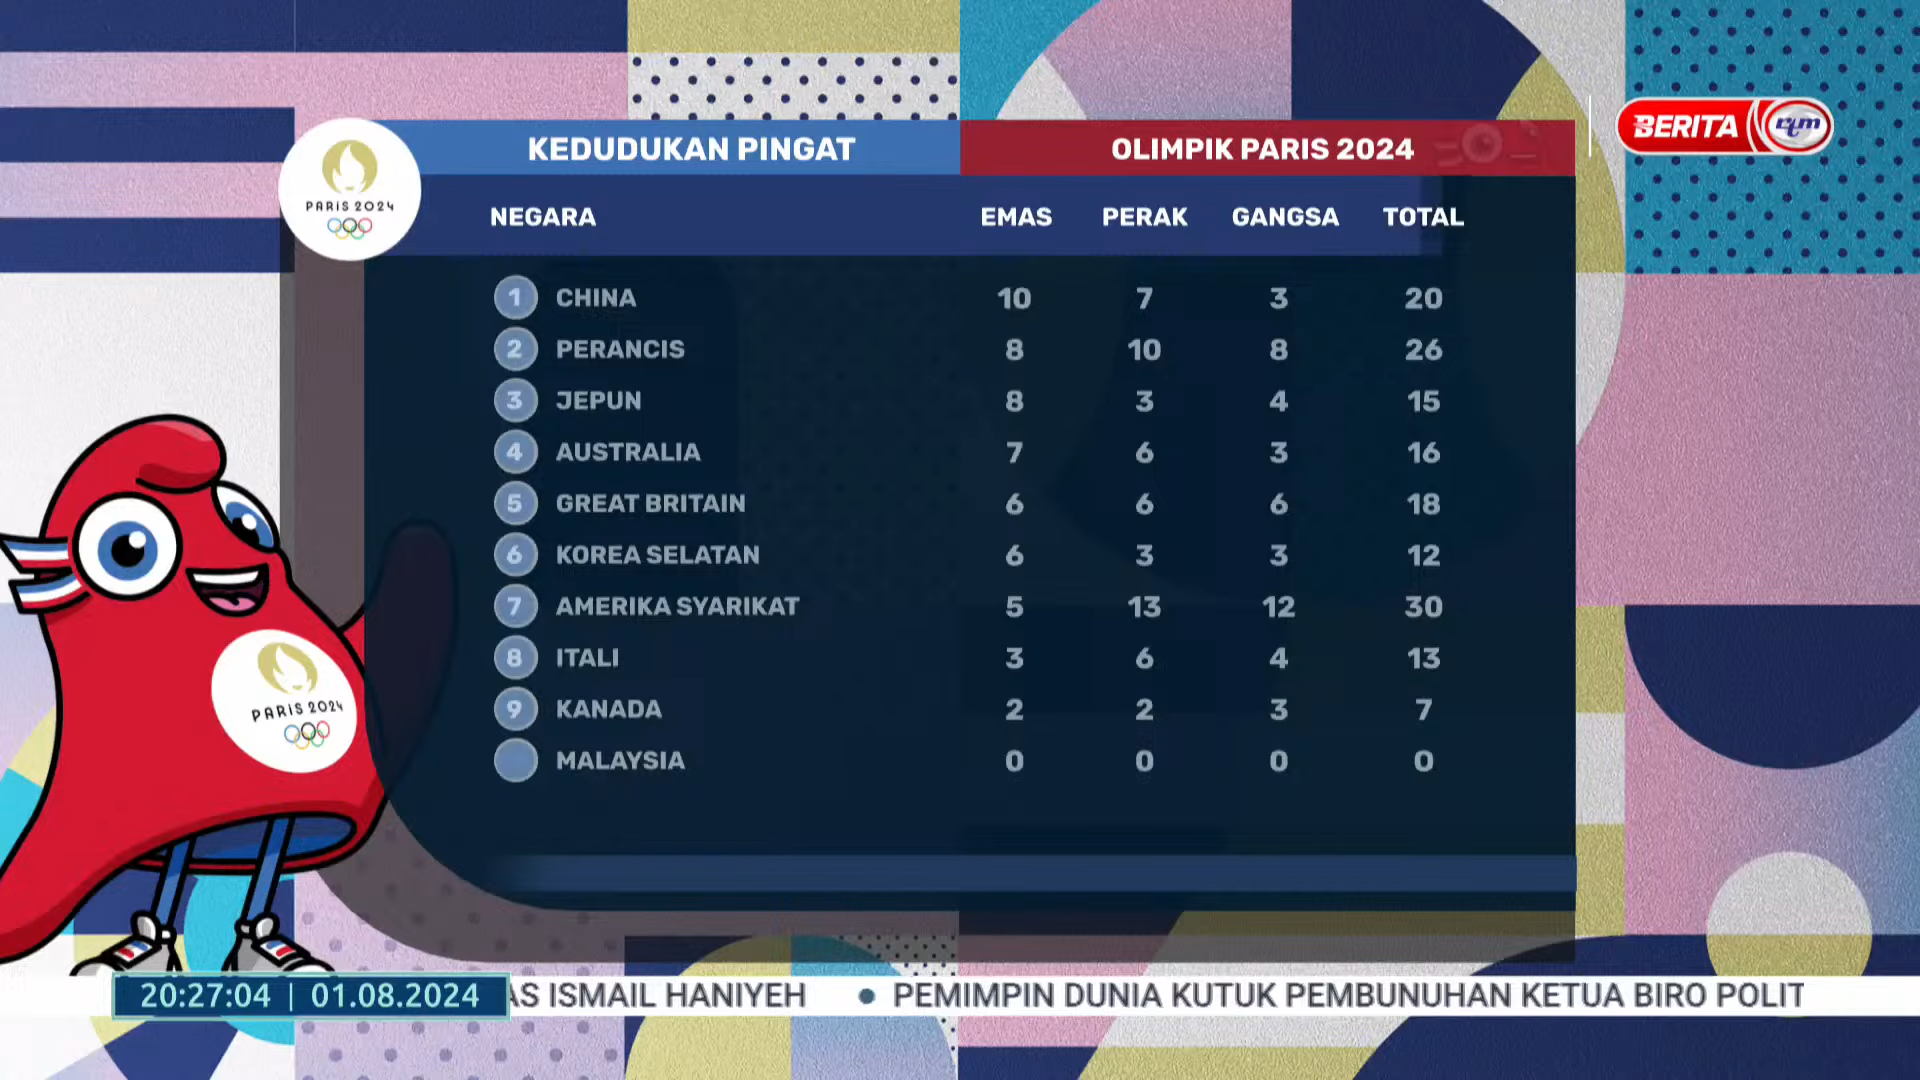 KEDUDUKAN PINGAT OLIMPIK PARIS 2024
BERITA rtm
PARIS 2024
NEGARA EMAS PERAK GANGSA TOTAL
1 CHINA 10 7 3 20
2 PERANCIS 8 10 8 26
3 JEPUN 8 3 4 15
4 AUSTRALIA 7 6 3 16
5 GREAT BRITAIN 6 6 6 18
6 KOREA SELATAN 6 3 3 12
7 AMERIKA SYARIKAT 5 13 12 30
8 ITALI 3 6 4 13
9 KANADA 2 2 3 7
MALAYSIA 0 0 0 0
PARIS 2024
20:27:04 | 01.08.2024 AS ISMAIL HANIYEH • PEMIMPIN DUNIA KUTUK PEMBUNUHAN KETUA BIRO POLIT